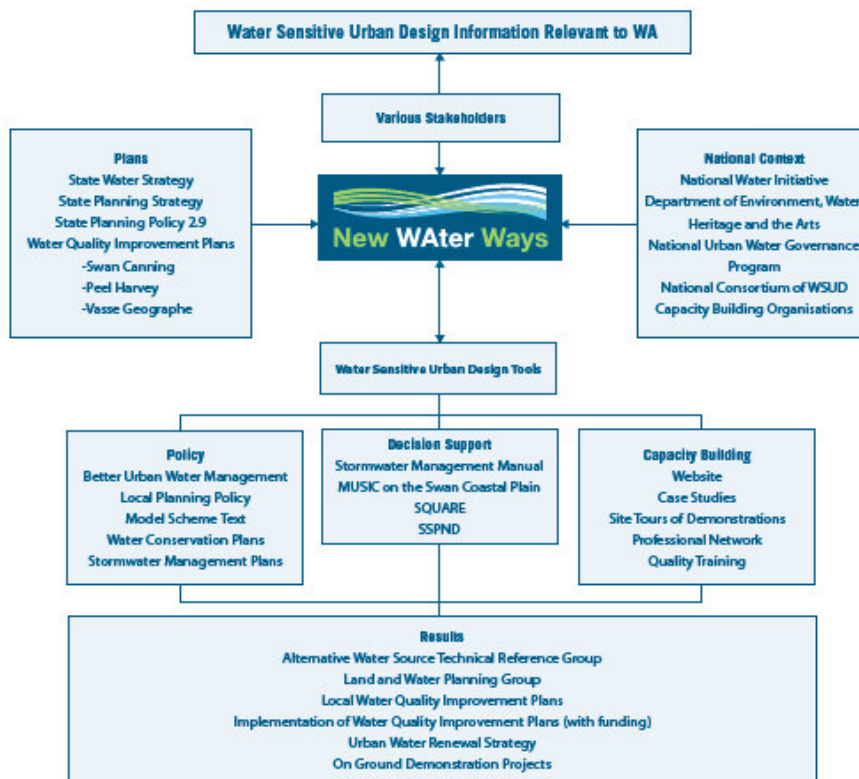 Water Sensitive Urban Design Information Relevant to WA
Various Stakeholders
Plans
State Water Strategy
State Planning Strategy
State Planning Policy 2.9
Water Quality Improvement Plans
-Swan Canning
-Peel Harvey
-Vasse Geographe
New WAter Ways
National Context
National Water Initiative
Department of Environment, Water
Heritage and the Arts
National Urban Water Governance
Program
National Consortium of WSUD
Capacity Building Organisations
Water Sensitive Urban Design Tools
Policy
Better Urban Water Management
Local Planning Policy
Model Scheme Text
Water Conservation Plans
Stormwater Management Plans
Decision Support
Stormwater Management Manual
MUSIC on the Swan Coastal Plain
SQUARE
SSPND
Capacity Building
Website
Case Studies
Site Tours of Demonstrations
Professional Network
Quality Training
Results
Alternative Water Source Technical Reference Group
Land and Water Planning Group
Local Water Quality Improvement Plans
Implementation of Water Quality Improvement Plans (with funding)
Urban Water Renewal Strategy
On Ground Demonstration Projects